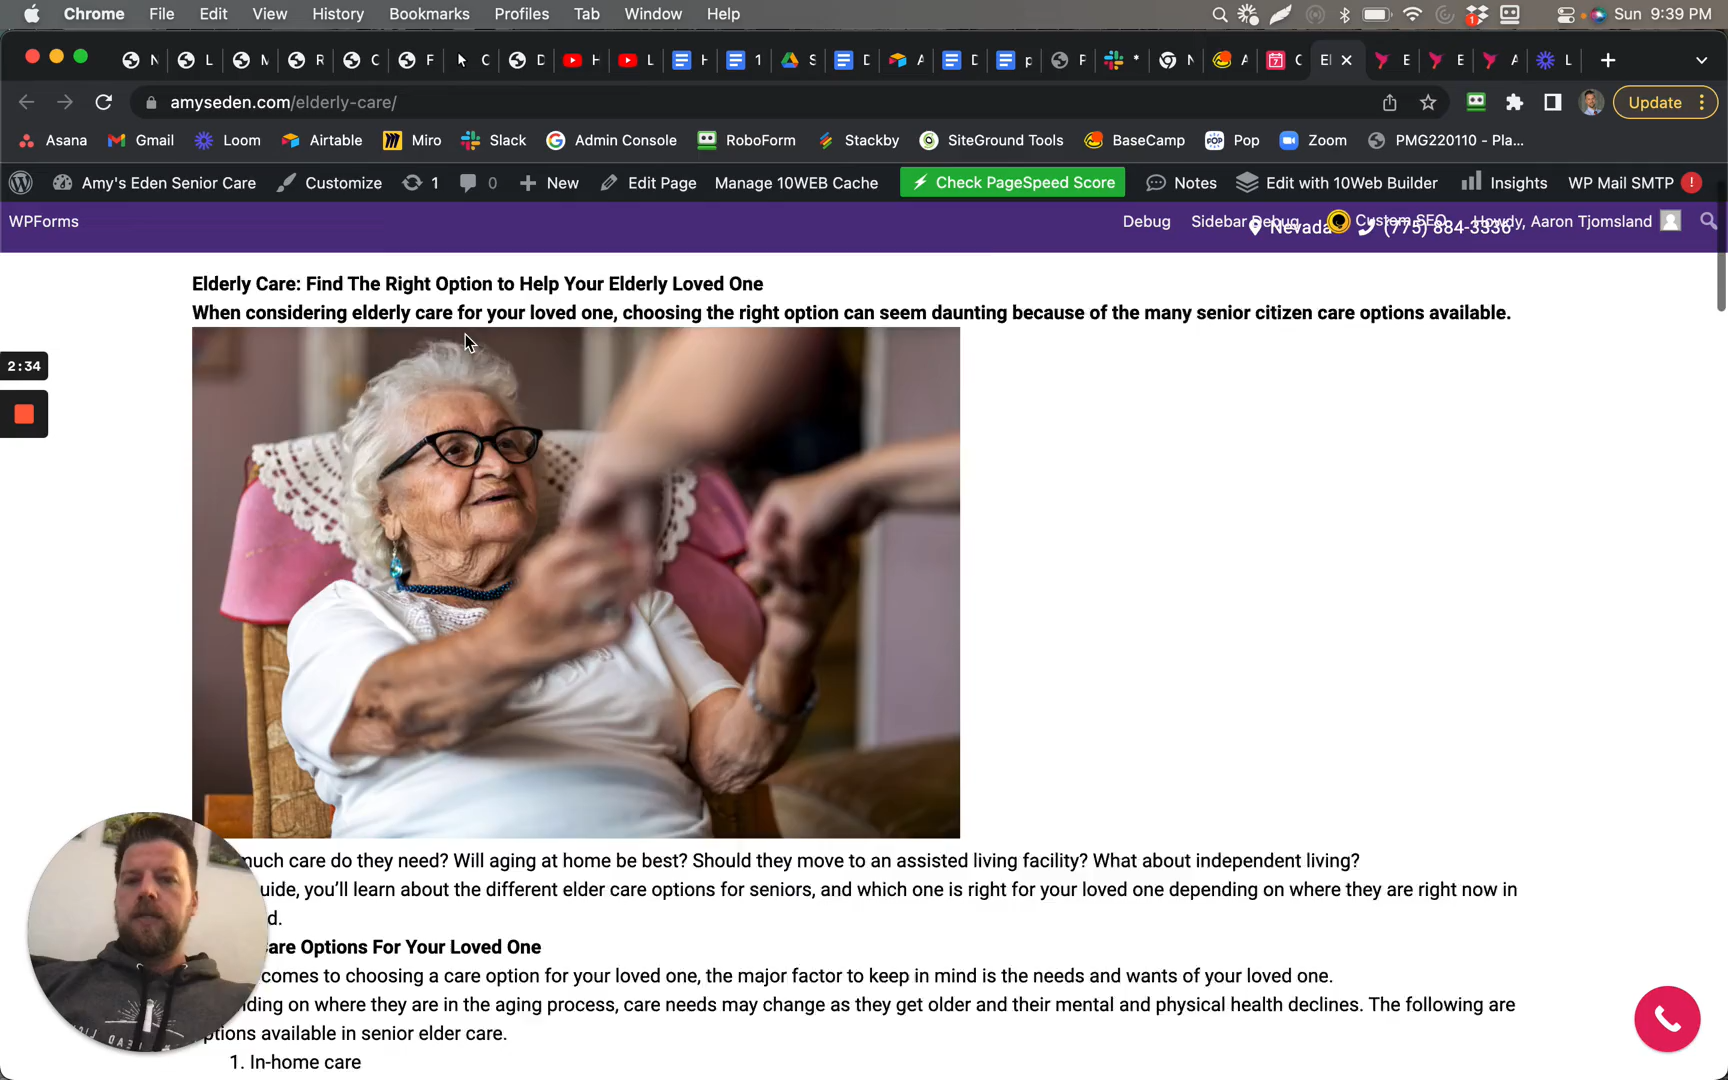 Chrome File Edit View History Bookmarks Profiles Tab Window Help Sun 9:39 PM
N L M R C F C D H L H 1 S D A D p F * N A C El E E A L
amyseden.com/elderly-care/ Update
Asana Gmail Loom Airtable Miro Slack Admin Console RoboForm Stackby SiteGround Tools BaseCamp Pop Zoom PMG220110 - Pla...
Amy's Eden Senior Care Customize 1 0 New Edit Page Manage 10WEB Cache Check PageSpeed Score Notes Edit with 10Web Builder Insights WP Mail SMTP !
WPForms Debug Sidebar Debug Custom SEO Howdy, Aaron Tjomsland
Nevada (775) 884-3336
Elderly Care: Find The Right Option to Help Your Elderly Loved One
When considering elderly care for your loved one, choosing the right option can seem daunting because of the many senior citizen care options available.
2:34
much care do they need? Will aging at home be best? Should they move to an assisted living facility? What about independent living?
uide, you'll learn about the different elder care options for seniors, and which one is right for your loved one depending on where they are right now in
d.
are Options For Your Loved One
comes to choosing a care option for your loved one, the major factor to keep in mind is the needs and wants of your loved one.
ding on where they are in the aging process, care needs may change as they get older and their mental and physical health declines. The following are
ptions available in senior elder care.
1. In-home care